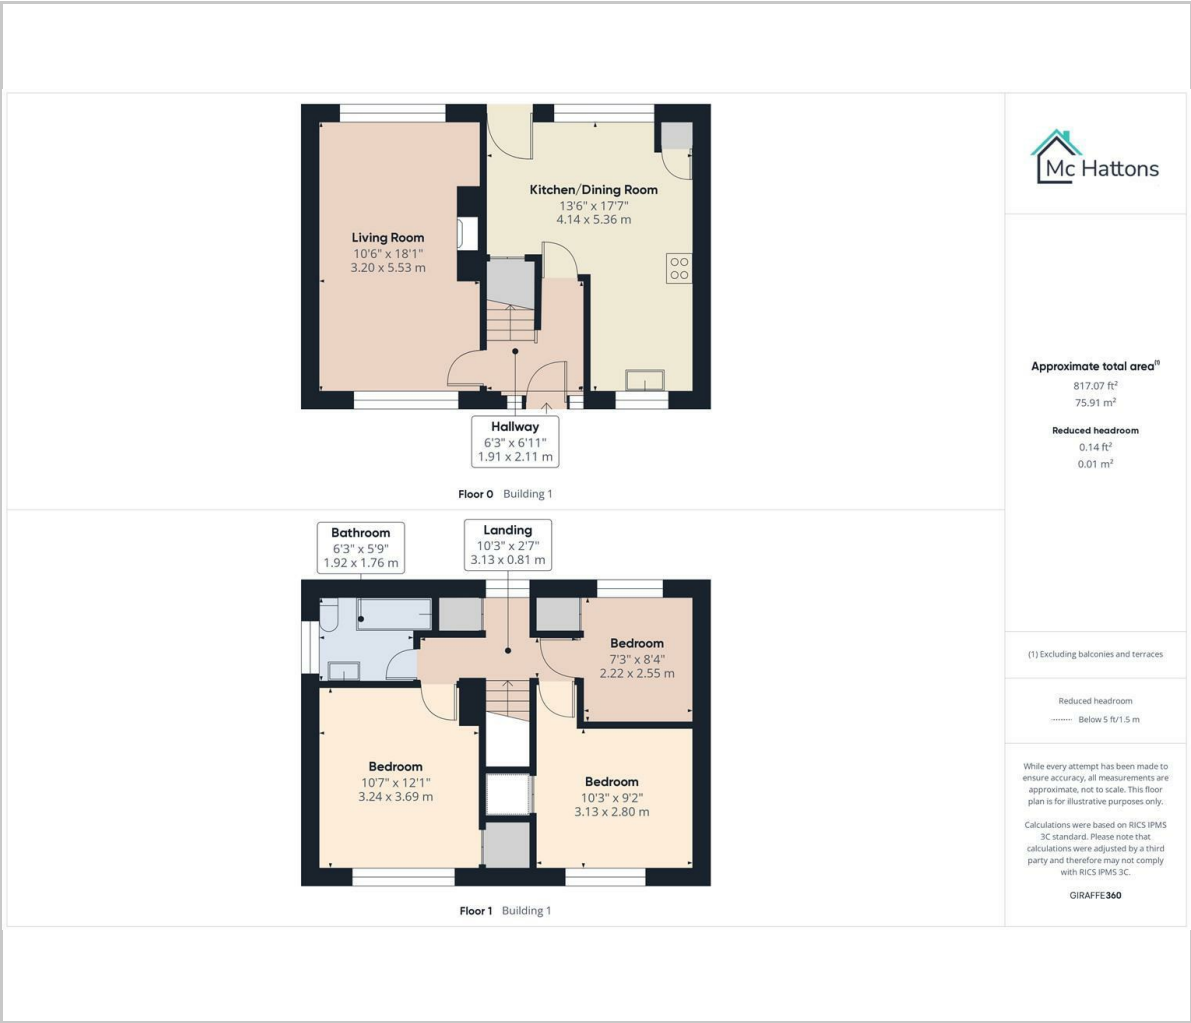 Living Room
10'6" x 18'1"
3.20 x 5.53 m
Kitchen/Dining Room
13'6" x 17'7"
4.14 x 5.36 m
Hallway
6'3" x 6'11"
1.91 x 2.11 m
Floor 0 Building 1
Bathroom
6'3" x 5'9"
1.92 x 1.76 m
Landing
10'3" x 2'7"
3.13 x 0.81 m
Bedroom
7'3" x 8'4"
2.22 x 2.55 m
Bedroom
10'7" x 12'1"
3.24 x 3.69 m
Bedroom
10'3" x 9'2"
3.13 x 2.80 m
Floor 1 Building 1
Mc Hattons
Approximate total area⁽¹⁾
817.07 ft²
75.91 m²
Reduced headroom
0.14 ft²
0.01 m²
(1) Excluding balconies and terraces
Reduced headroom
Below 5 ft/1.5 m
While every attempt has been made to
ensure accuracy, all measurements are
approximate, not to scale. This floor
plan is for illustrative purposes only.
Calculations were based on RICS IPMS
3C standard. Please note that
calculations were adjusted by a third
party and therefore may not comply
with RICS IPMS 3C.
GIRAFFE360